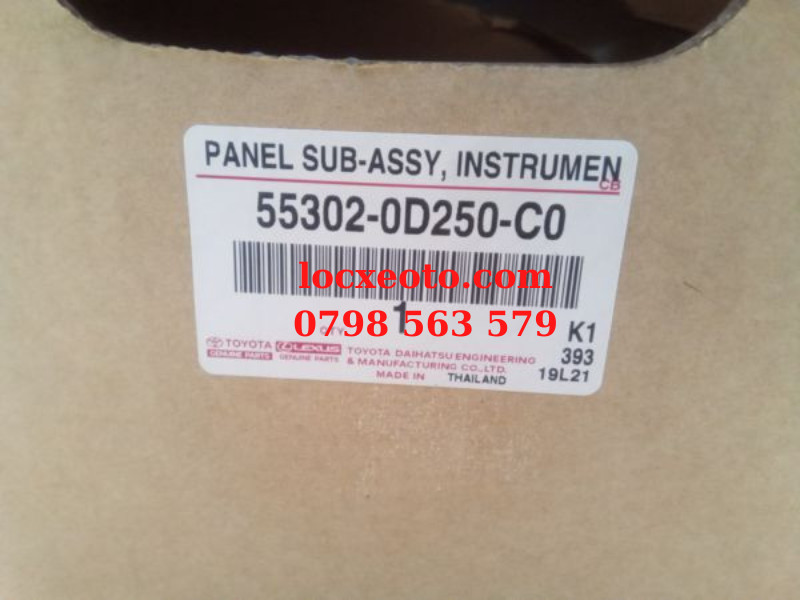 PANEL SUB-ASSY, INSTRUMEN
CB
55302-0D250-C0
locxeoto.com
1
0798 563 579
QTY
K1
TOYOTA LEXUS
GENUINE PARTS GENUINE PARTS
TOYOTA DAIHATSU ENGINEERING
& MANUFACTURING CO.,LTD.
MADE IN THAILAND
393
19L21